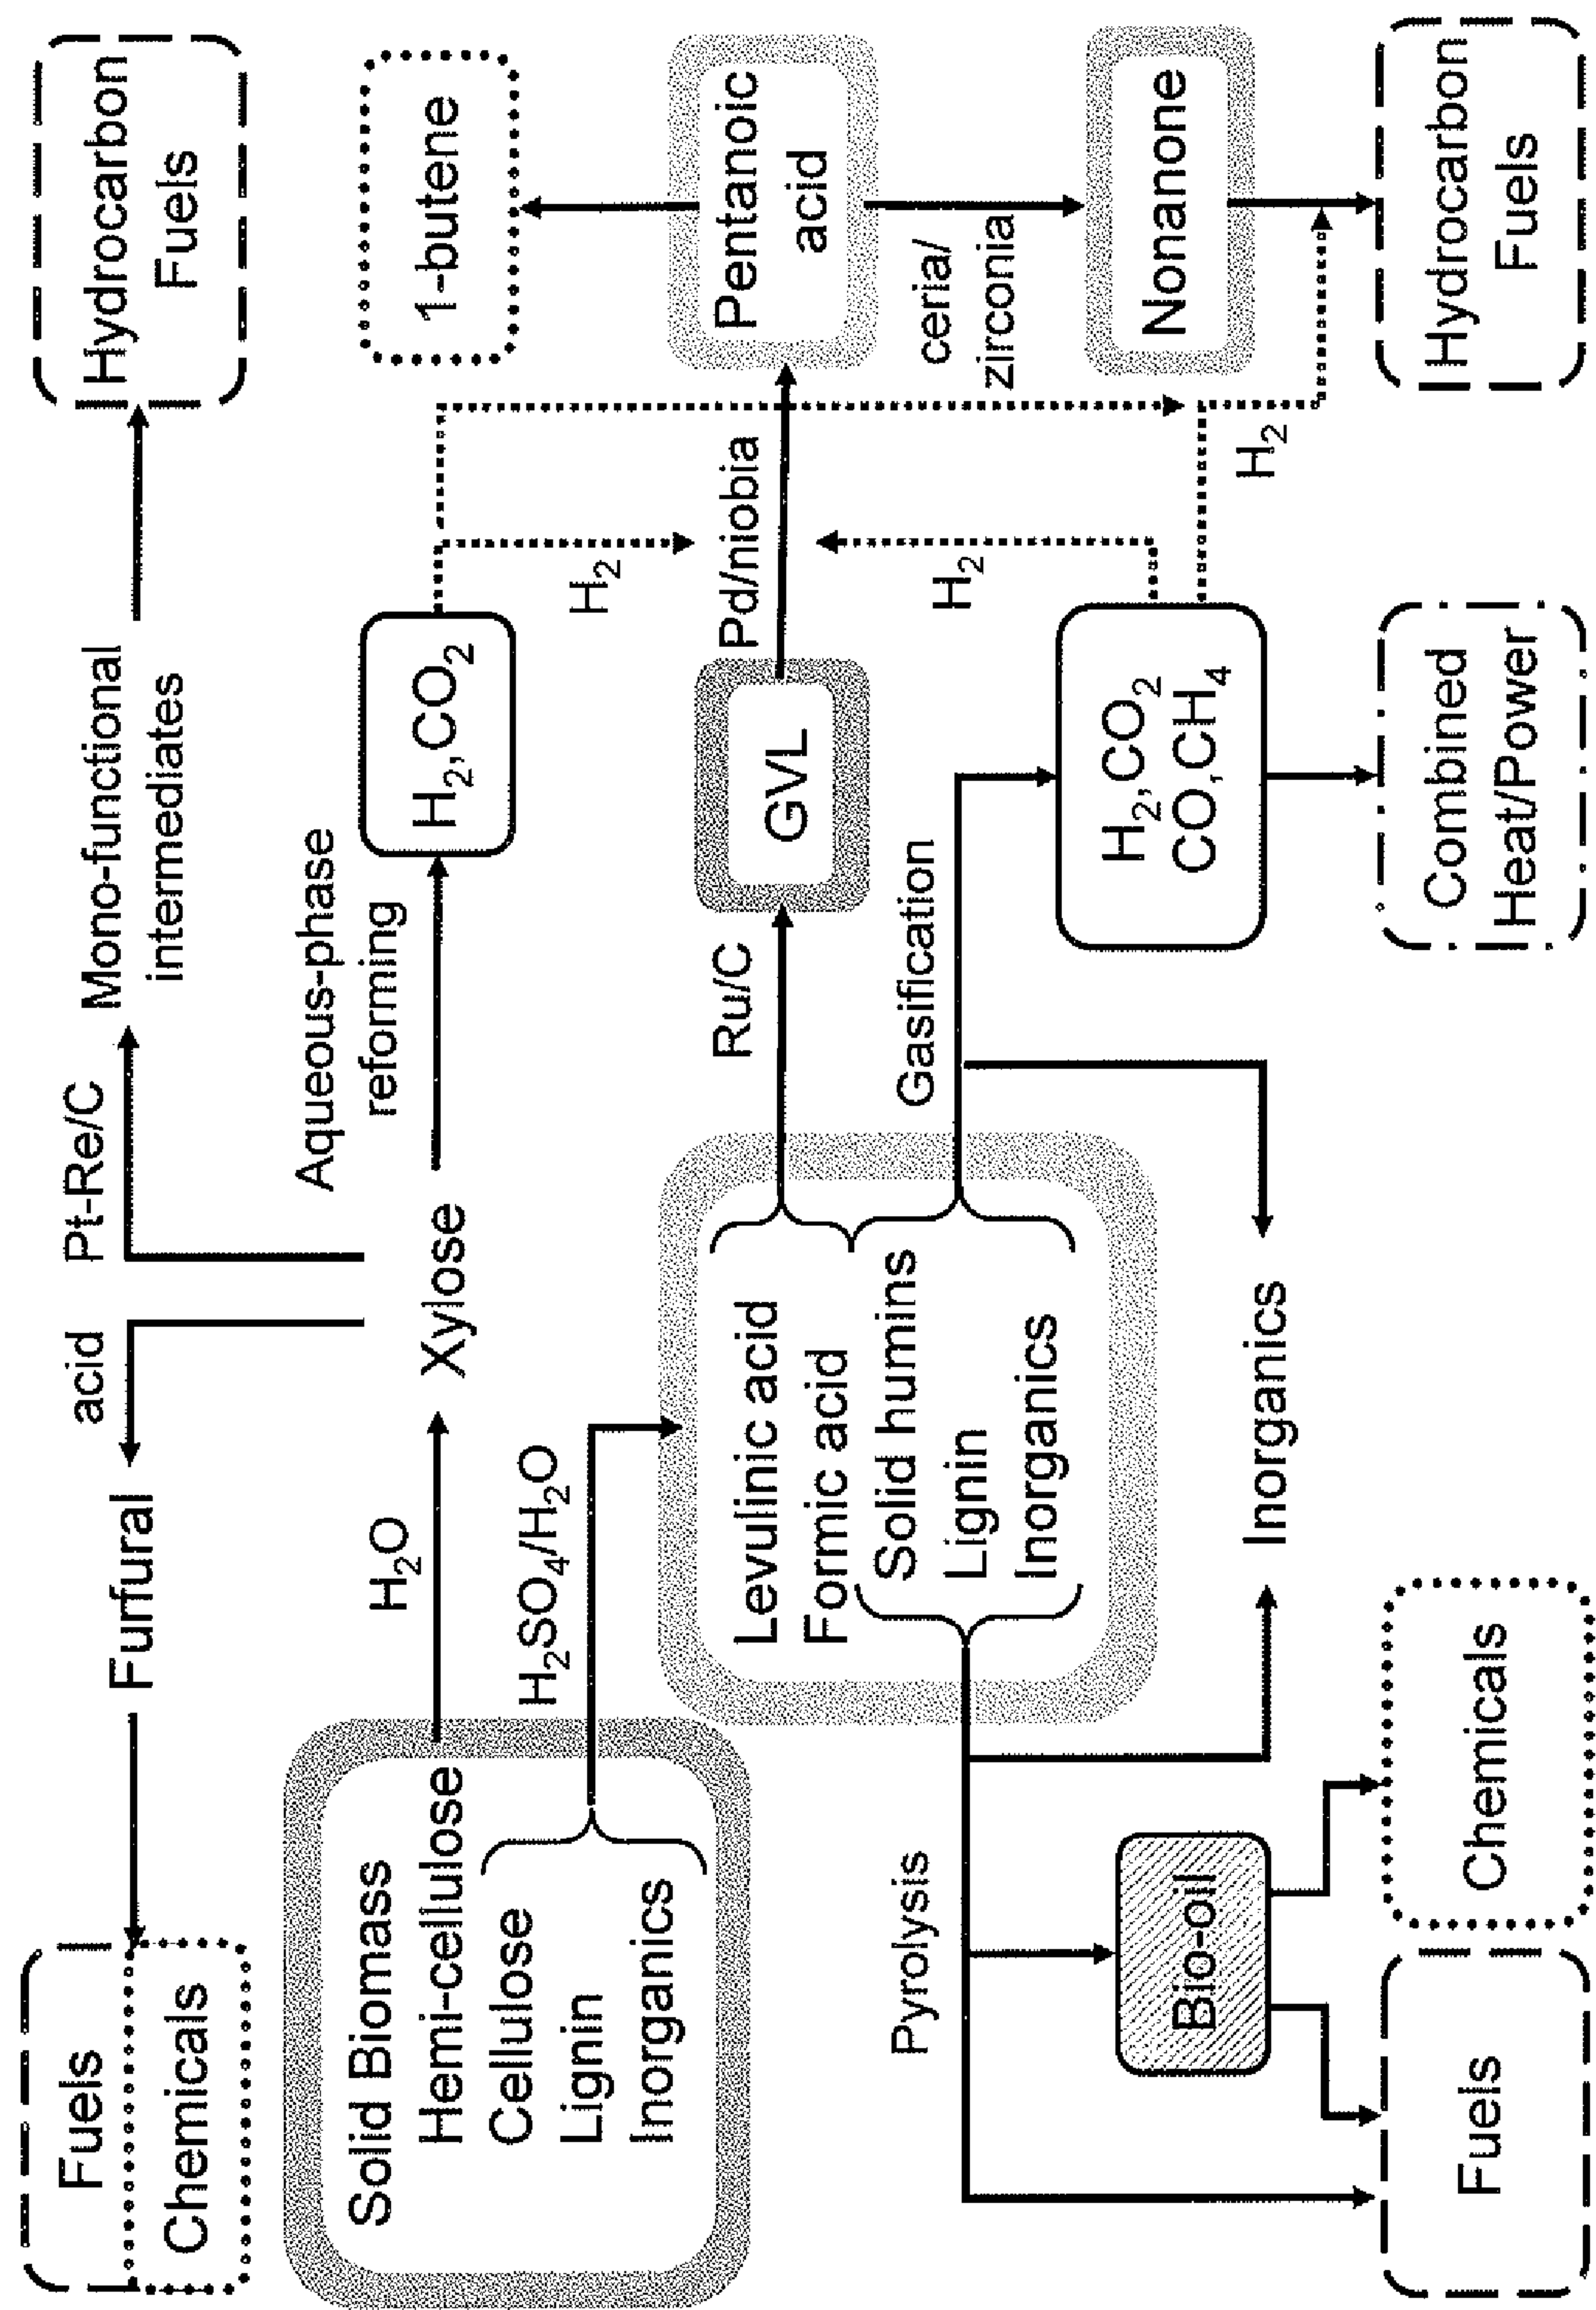 Fuels
Chemicals
Furfural
acid
Pt-Re/C
Mono-functional
intermediates
Hydrocarbon
Fuels
Solid Biomass
Hemi-cellulose
Cellulose
Lignin
Inorganics
H₂O
Xylose
Aqueous-phase
reforming
H₂,CO₂
1-butene
H₂SO₄/H₂O
H₂
Levulinic acid
Formic acid
Solid humins
Lignin
Inorganics
Ru/C
GVL
Pd/niobia
Pentanoic
acid
Pyrolysis
Gasification
H₂
ceria/
zirconia
Bio-oil
Inorganics
H₂,CO₂
CO,CH₄
Nonanone
H₂
Fuels
Chemicals
Combined
Heat/Power
Hydrocarbon
Fuels